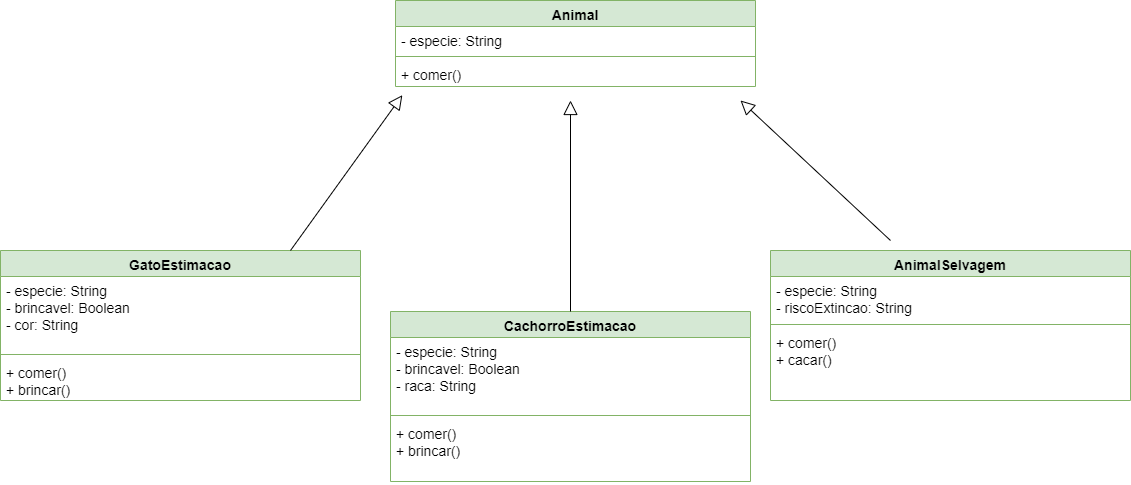 Animal
- especie: String
+ comer()
GatoEstimacao
- especie: String
- brincavel: Boolean
- cor: String
+ comer()
+ brincar()
CachorroEstimacao
- especie: String
- brincavel: Boolean
- raca: String
+ comer()
+ brincar()
AnimalSelvagem
- especie: String
- riscoExtincao: String
+ comer()
+ cacar()